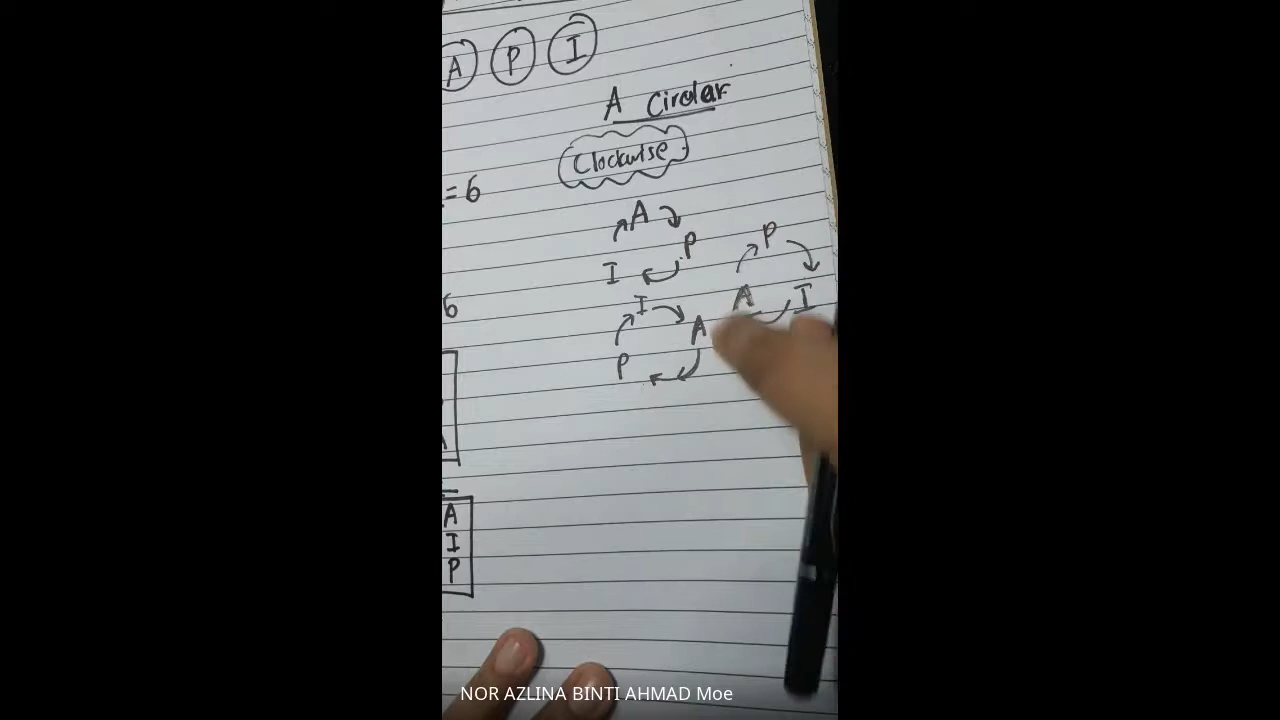 A P I
A Circular
Clockwise
= 6
A
P
I
P
A
I
I
A
P
6
A
I
P
NOR AZLINA BINTI AHMAD Moe